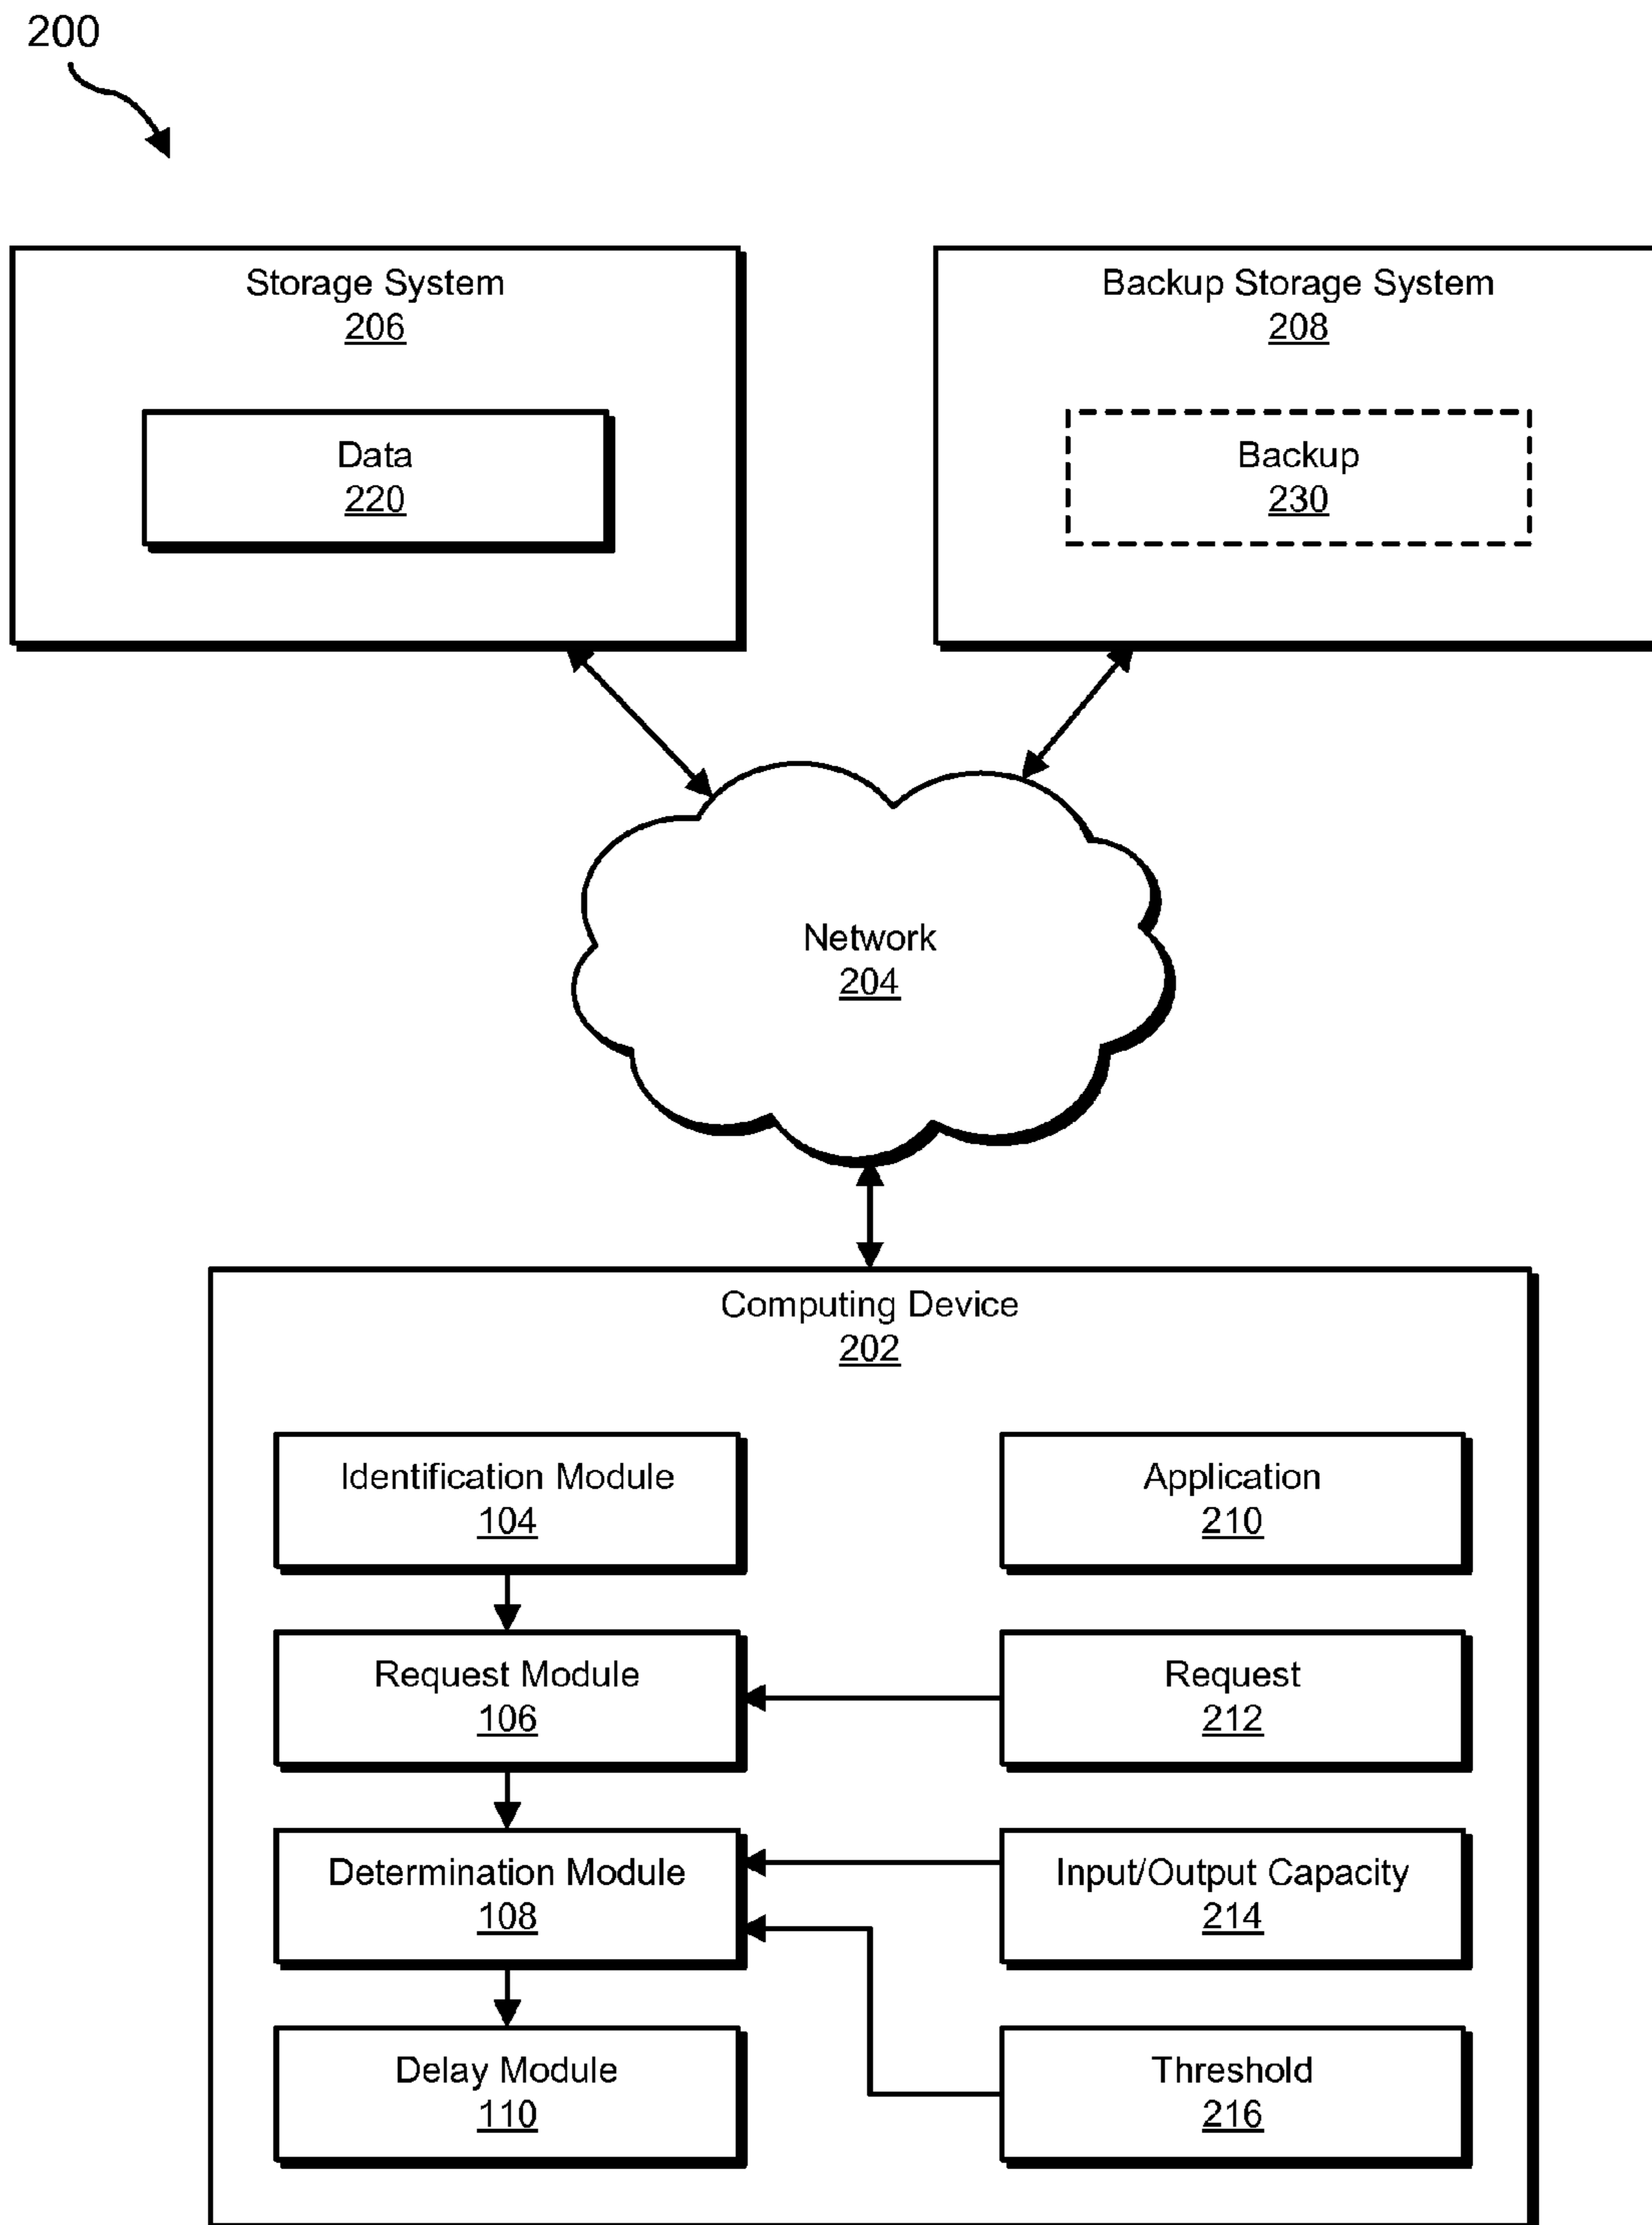 200
Storage System
206
Data
220
Backup Storage System
208
Backup
230
Network
204
Computing Device
202
Identification Module
104
Application
210
Request Module
106
Request
212
Determination Module
108
Input/Output Capacity
214
Delay Module
110
Threshold
216